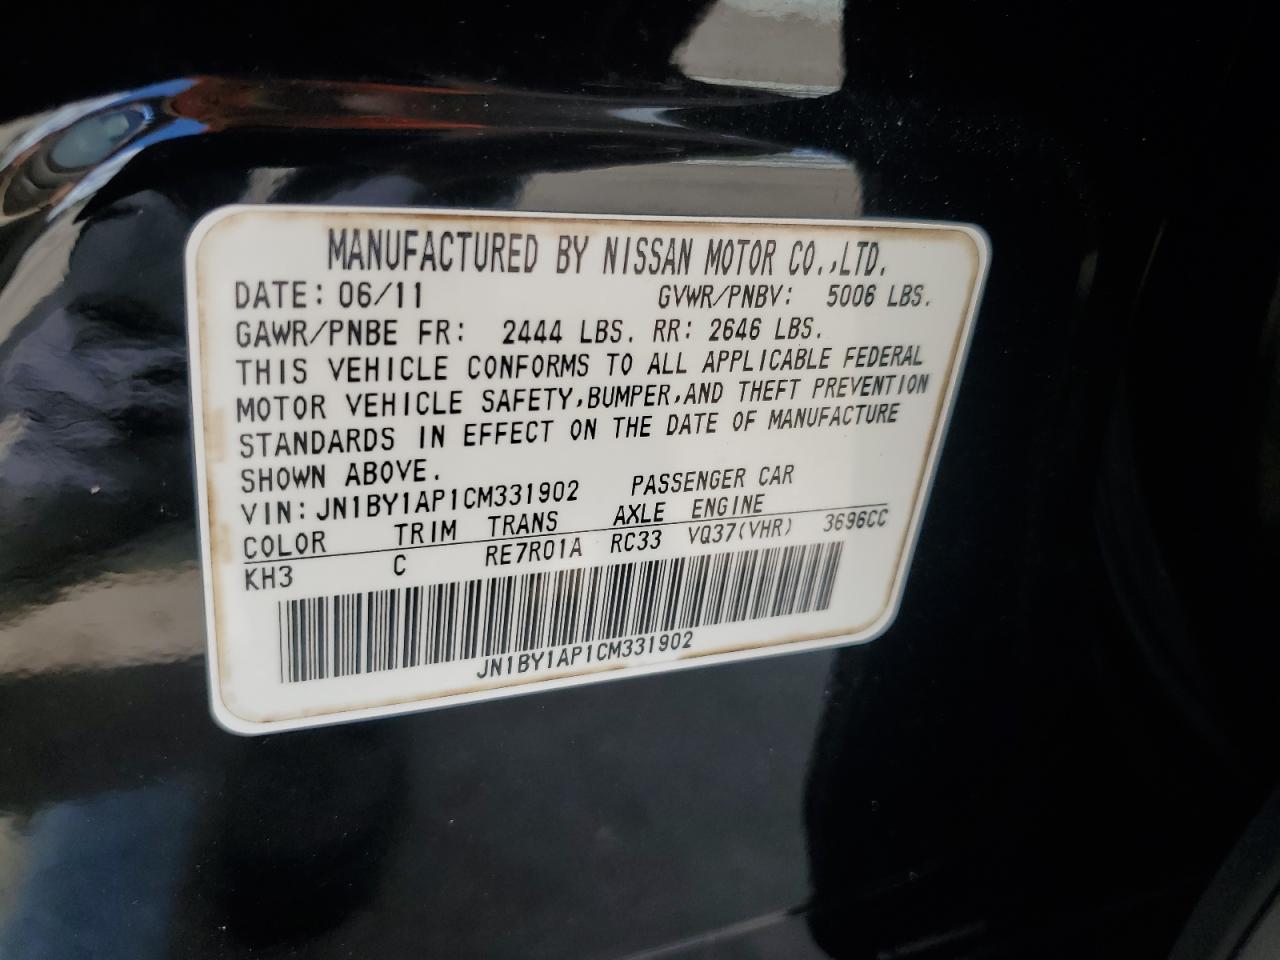 MANUFACTURED BY NISSAN MOTOR CO.,LTD.
DATE: 06/11 GVWR/PNBV: 5006 LBS.
GAWR/PNBE FR: 2444 LBS. RR: 2646 LBS.
THIS VEHICLE CONFORMS TO ALL APPLICABLE FEDERAL
MOTOR VEHICLE SAFETY,BUMPER,AND THEFT PREVENTION
STANDARDS IN EFFECT ON THE DATE OF MANUFACTURE
SHOWN ABOVE.
VIN: JN1BY1AP1CM331902 PASSENGER CAR
COLOR TRIM TRANS AXLE ENGINE
KH3 C RE7R01A RC33 VQ37(VHR) 3696CC
JN1BY1AP1CM331902